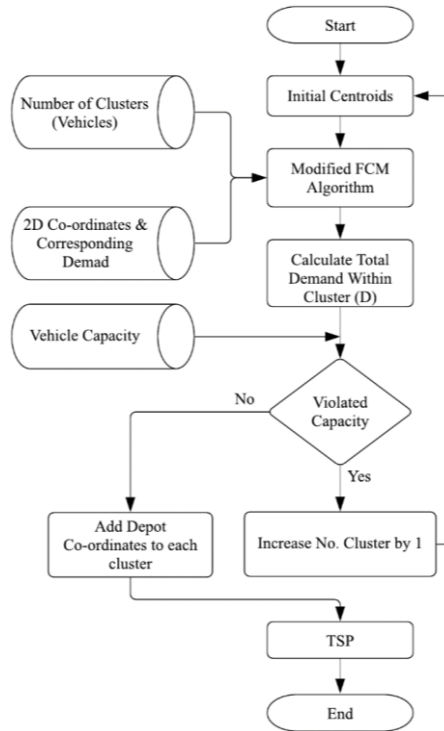 Start
Initial Centroids
Number of Clusters
(Vehicles)
Modified FCM
Algorithm
2D Co-ordinates &
Corresponding
Demad
Calculate Total
Demand Within
Cluster (D)
Vehicle Capacity
Violated
Capacity
No
Yes
Add Depot
Co-ordinates to each
cluster
Increase No. Cluster by 1
TSP
End